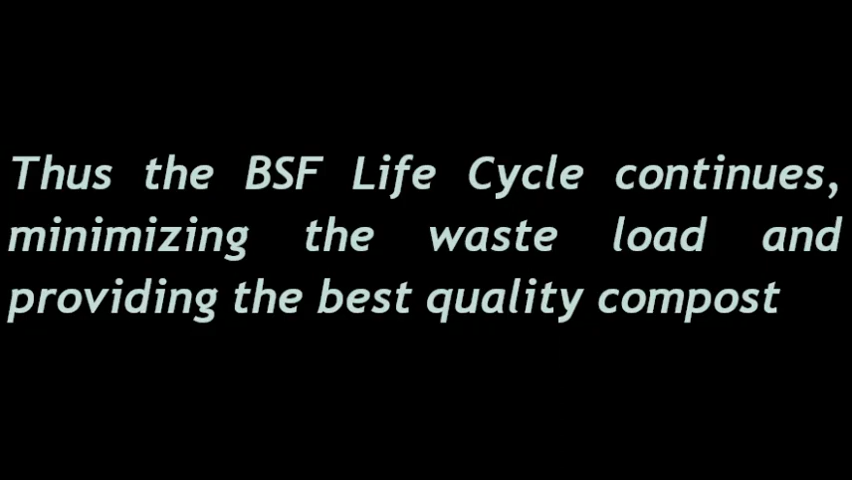 Thus the BSF Life Cycle continues,
minimizing the waste load and
providing the best quality compost